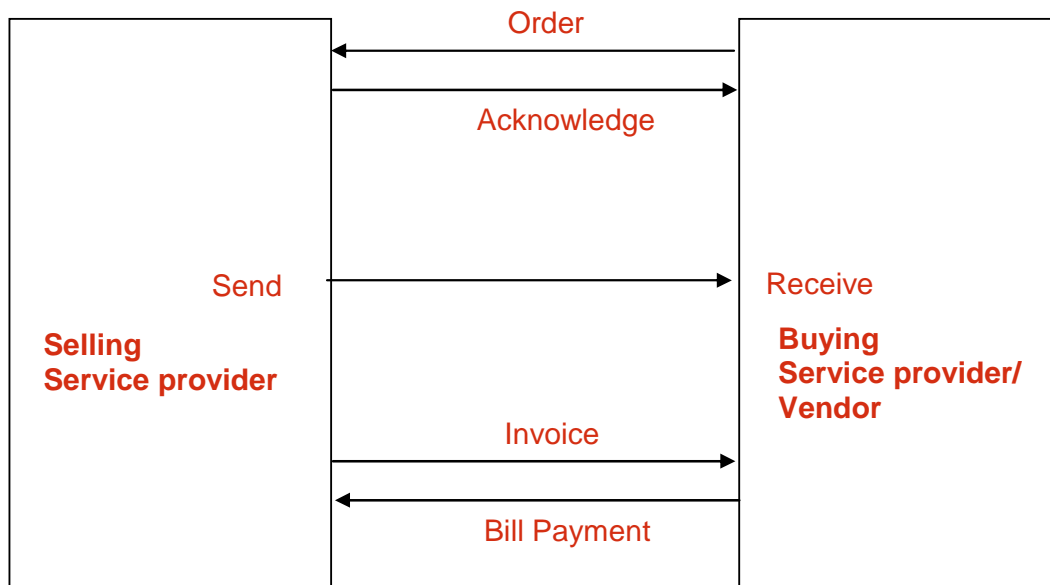 Order
Acknowledge
Send
Receive
Selling
Service provider
Buying
Service provider/
Vendor
Invoice
Bill Payment